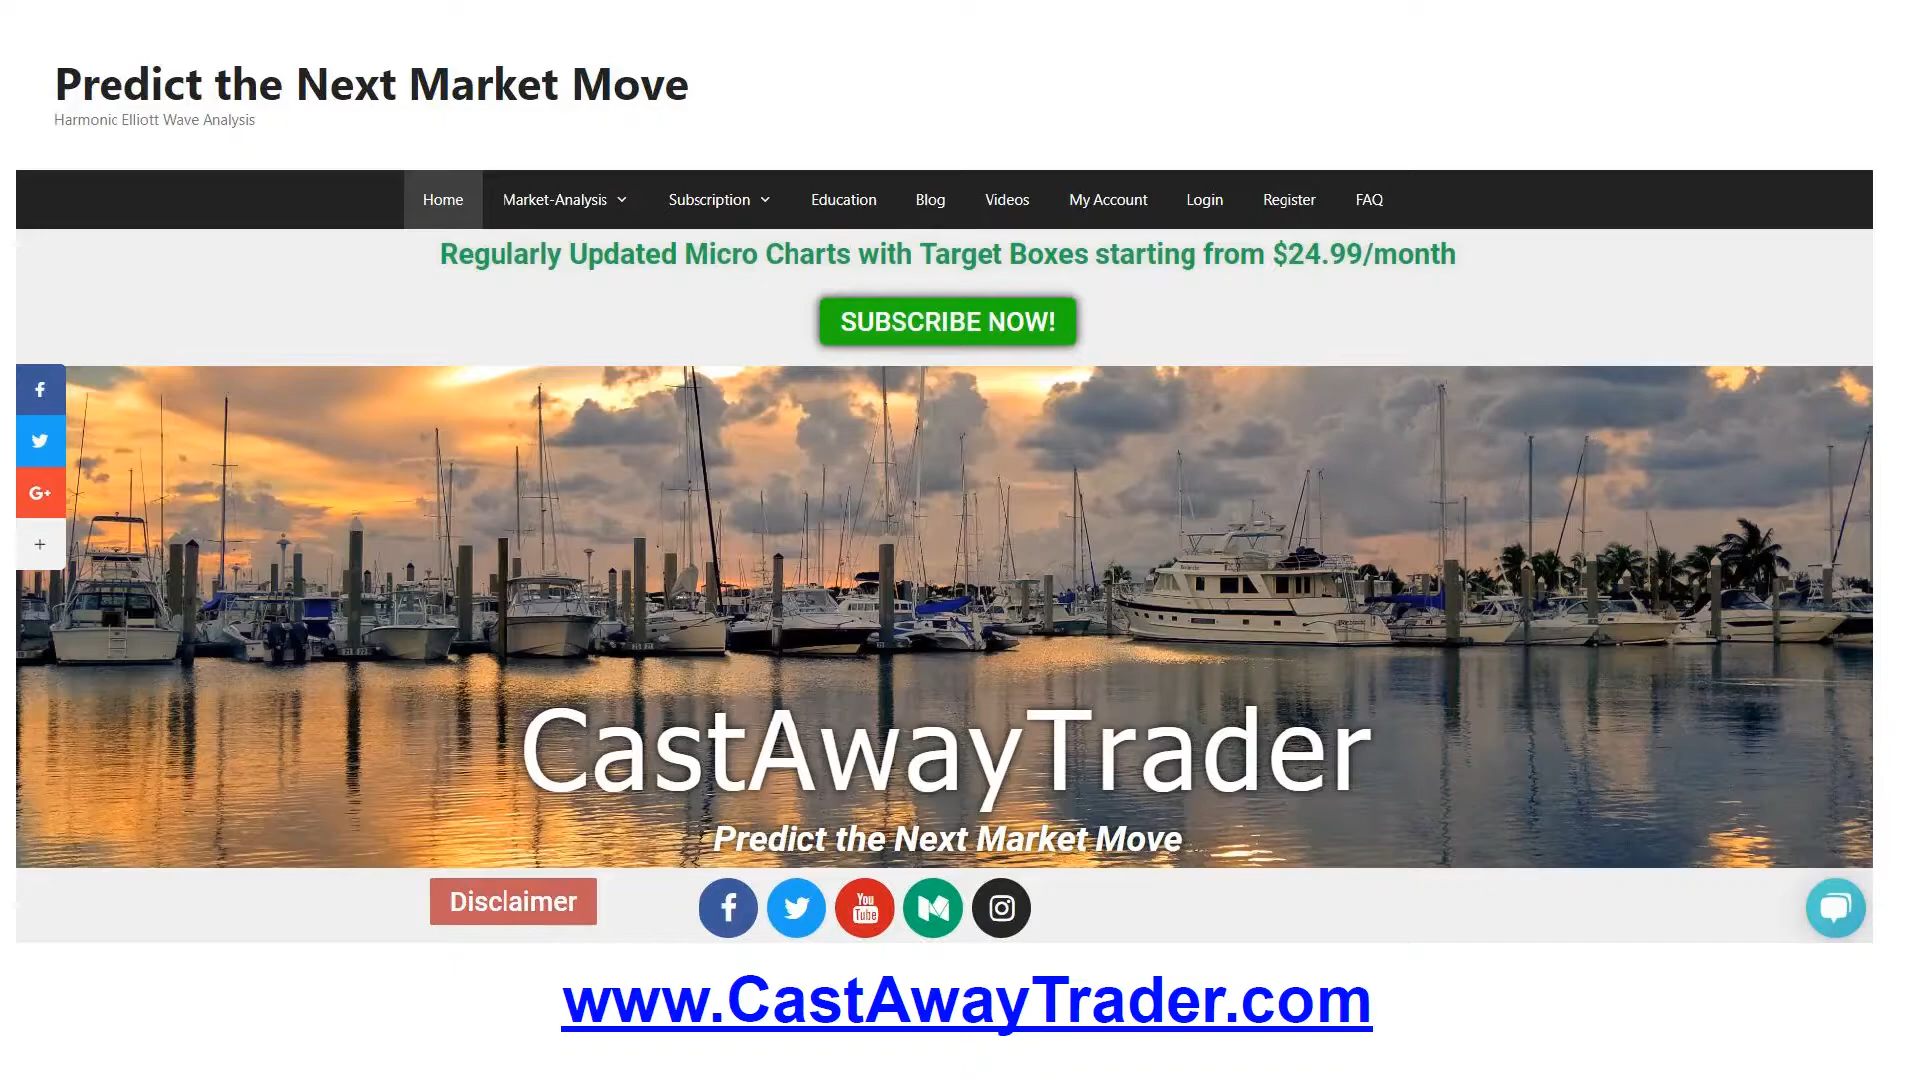 Predict the Next Market Move
Harmonic Elliott Wave Analysis
Home Market-Analysis Subscription Education Blog Videos My Account Login Register FAQ
Regularly Updated Micro Charts with Target Boxes starting from $24.99/month
SUBSCRIBE NOW!
G+
+
CastAwayTrader
Predict the Next Market Move
Disclaimer
You Tube
www.CastAwayTrader.com